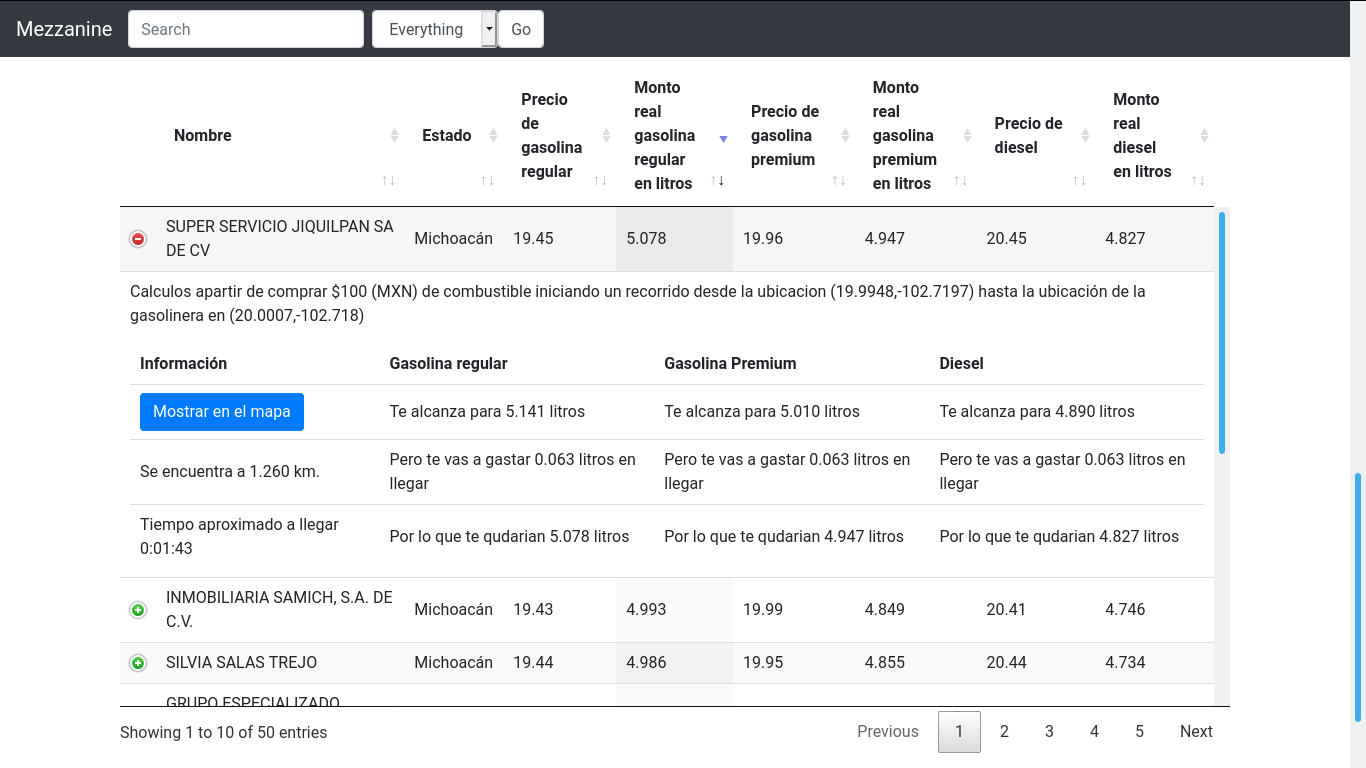 Mezzanine Search Everything Go
Nombre Estado Precio de gasolina regular Monto real gasolina regular en litros Precio de gasolina premium Monto real gasolina premium en litros Precio de diesel Monto real diesel en litros
SUPER SERVICIO JIQUILPAN SA DE CV Michoacán 19.45 5.078 19.96 4.947 20.45 4.827
Calculos apartir de comprar $100 (MXN) de combustible iniciando un recorrido desde la ubicacion (19.9948,-102.7197) hasta la ubicación de la
gasolinera en (20.0007,-102.718)
Información Gasolina regular Gasolina Premium Diesel
Mostrar en el mapa Te alcanza para 5.141 litros Te alcanza para 5.010 litros Te alcanza para 4.890 litros
Se encuentra a 1.260 km. Pero te vas a gastar 0.063 litros en llegar Pero te vas a gastar 0.063 litros en llegar Pero te vas a gastar 0.063 litros en llegar
Tiempo aproximado a llegar 0:01:43 Por lo que te qudarian 5.078 litros Por lo que te qudarian 4.947 litros Por lo que te qudarian 4.827 litros
INMOBILIARIA SAMICH, S.A. DE C.V. Michoacán 19.43 4.993 19.99 4.849 20.41 4.746
SILVIA SALAS TREJO Michoacán 19.44 4.986 19.95 4.855 20.44 4.734
GRUPO ESPECIALIZADO
Showing 1 to 10 of 50 entries Previous 1 2 3 4 5 Next